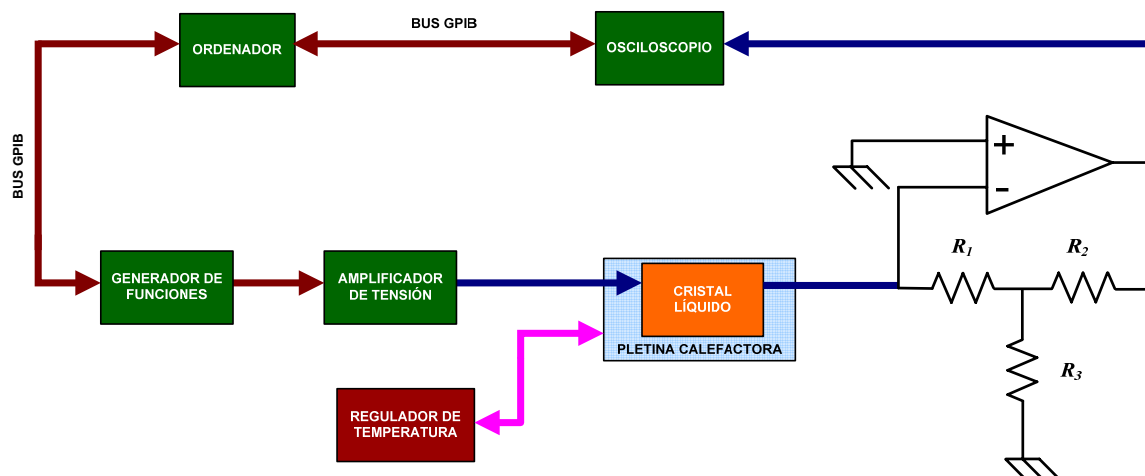 BUS GPIB
ORDENADOR
OSCILOSCOPIO
BUS GPIB
+
-
R1
R2
GENERADOR DE
FUNCIONES
AMPLIFICADOR
DE TENSIÓN
CRISTAL
LÍQUIDO
PLETINA CALEFACTORA
R3
REGULADOR DE
TEMPERATURA